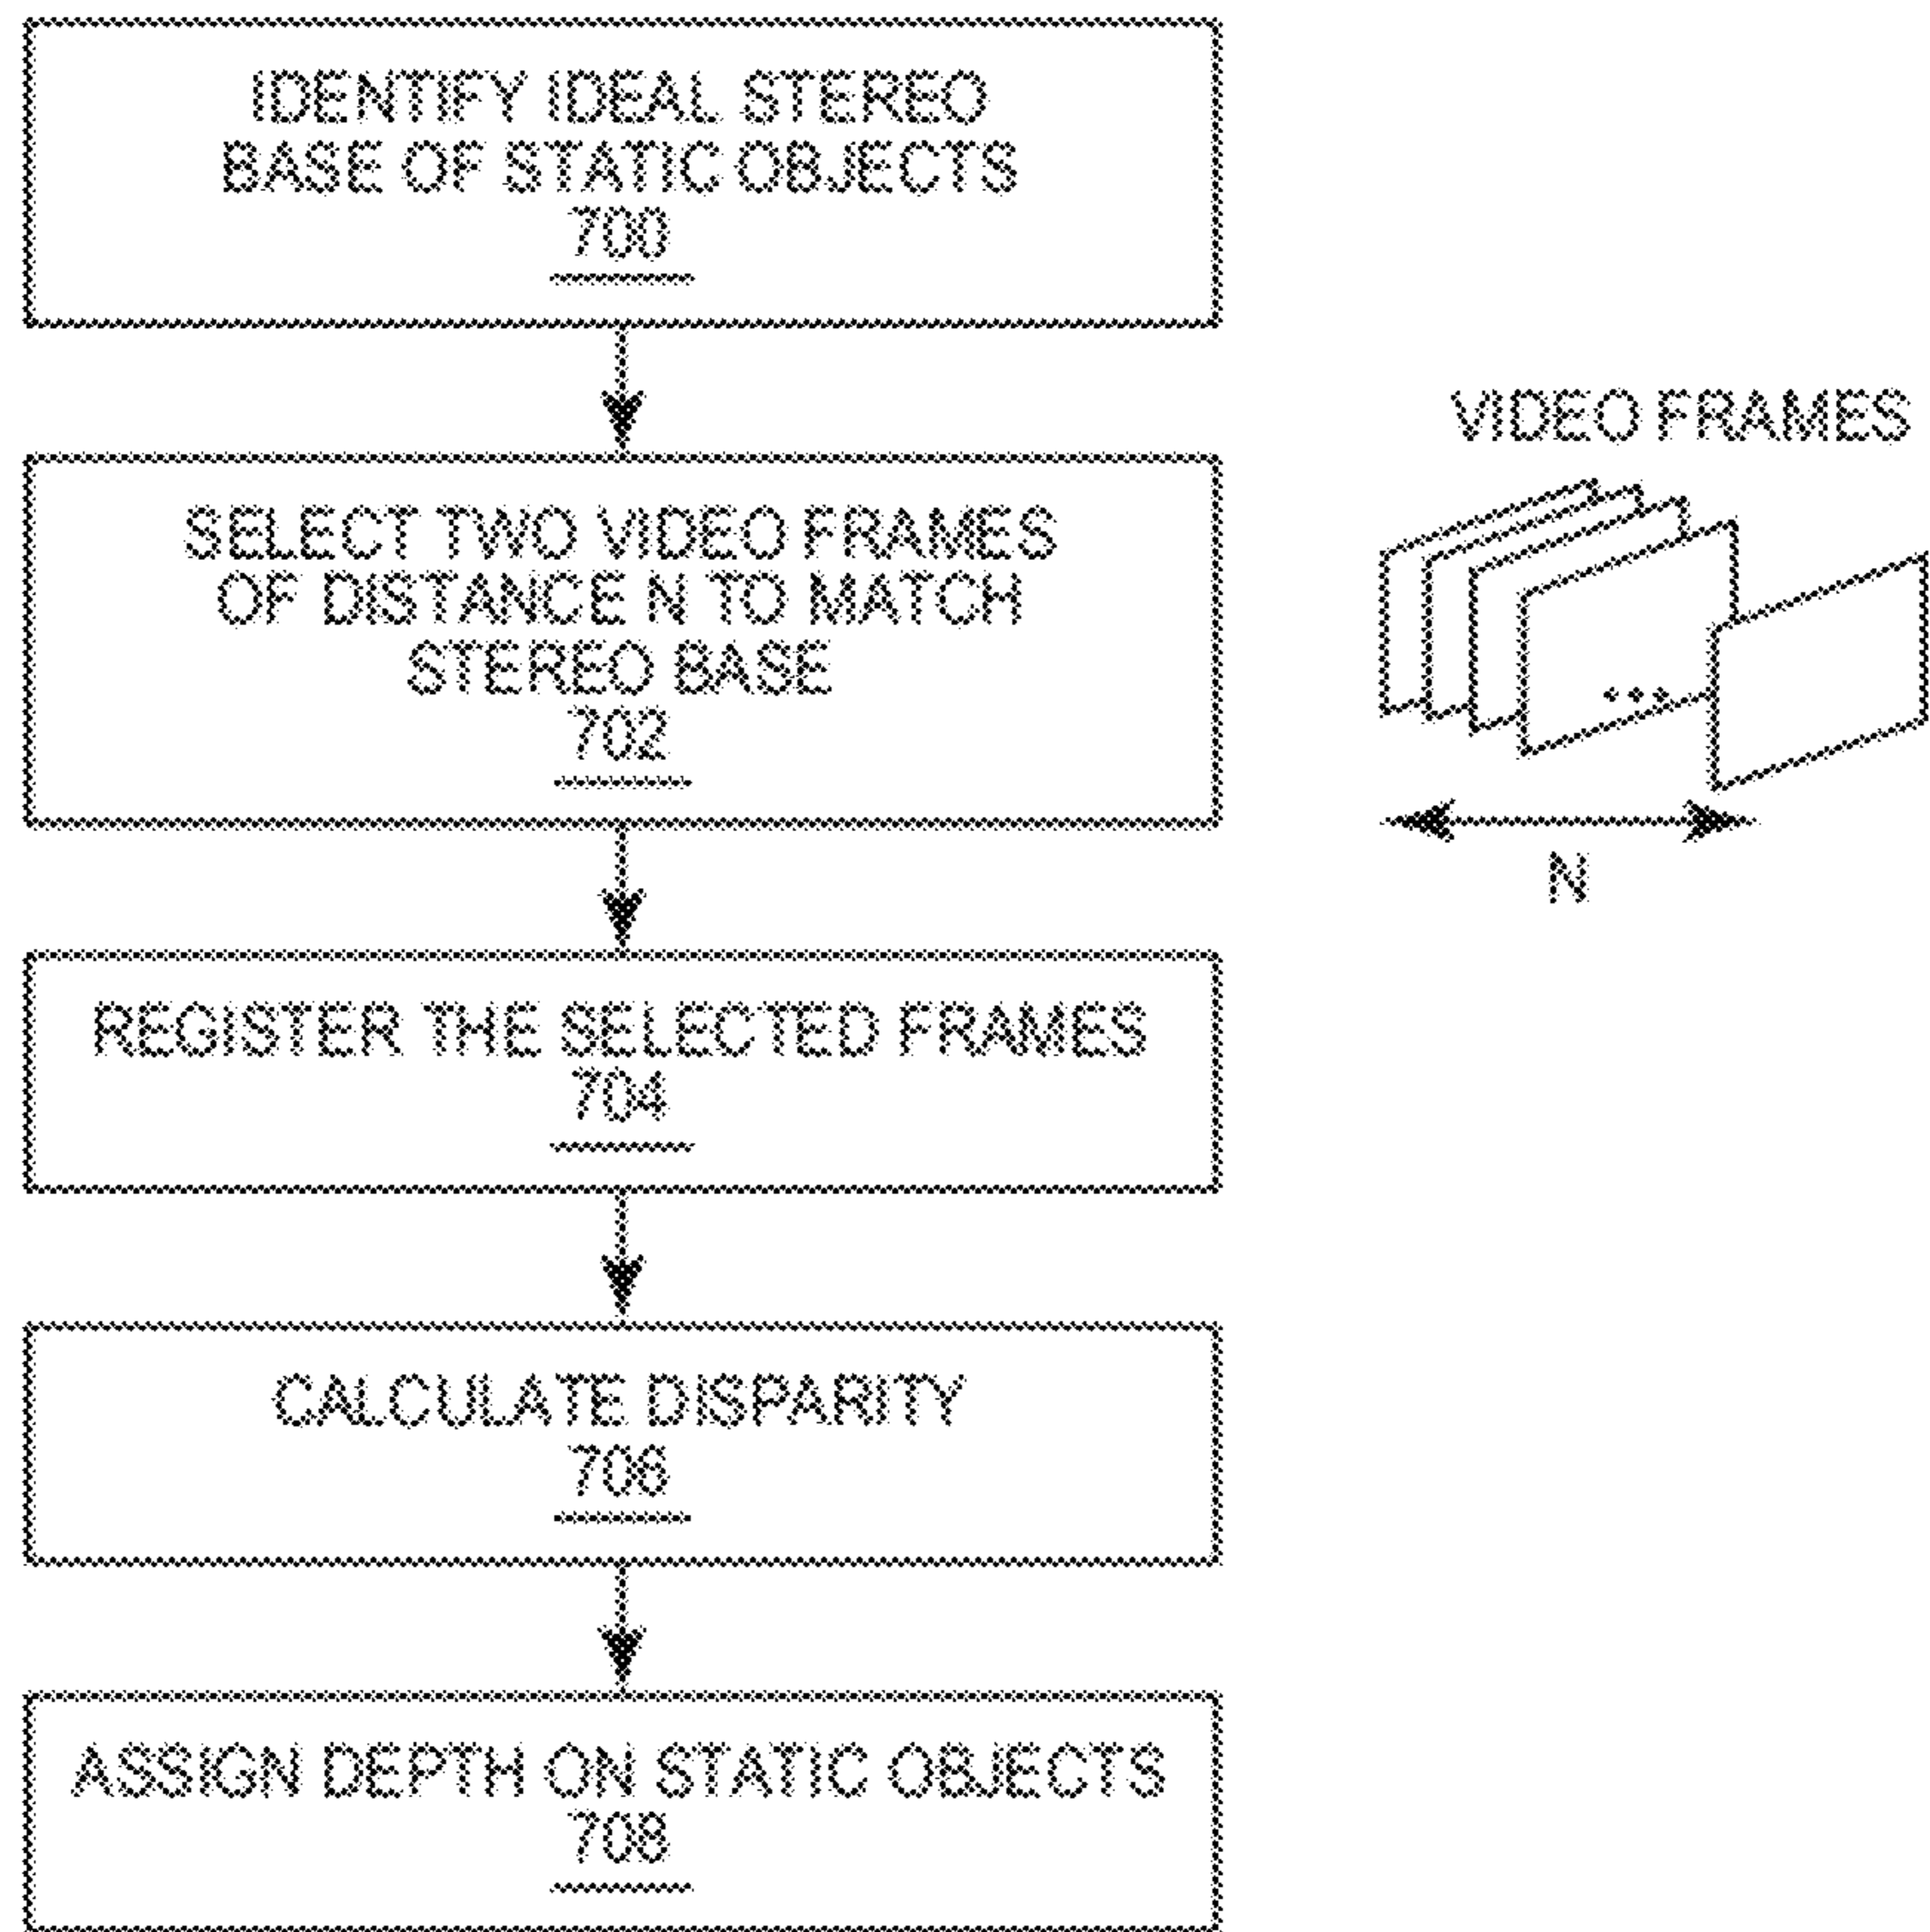 IDENTIFY IDEAL STEREO
BASE OF STATIC OBJECTS
700
SELECT TWO VIDEO FRAMES
OF DISTANCE N TO MATCH
STEREO BASE
702
VIDEO FRAMES
N
REGISTER THE SELECTED FRAMES
704
CALCULATE DISPARITY
706
ASSIGN DEPTH ON STATIC OBJECTS
708